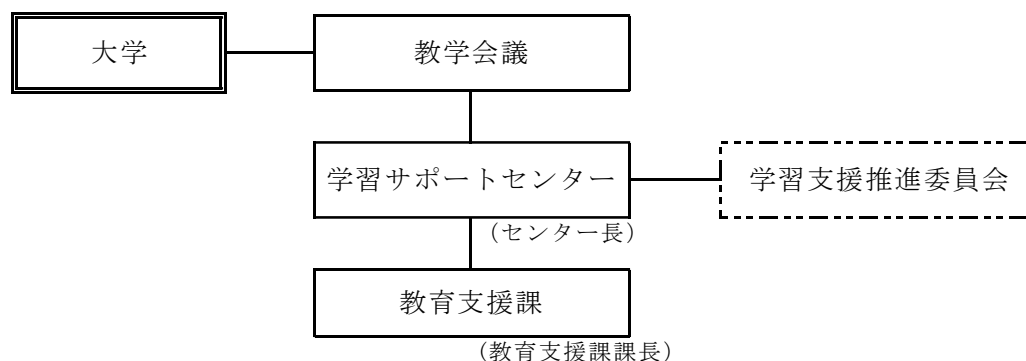 大学
教学会議
学習サポートセンター
学習支援推進委員会
（センター長）
教育支援課
（教育支援課課長）